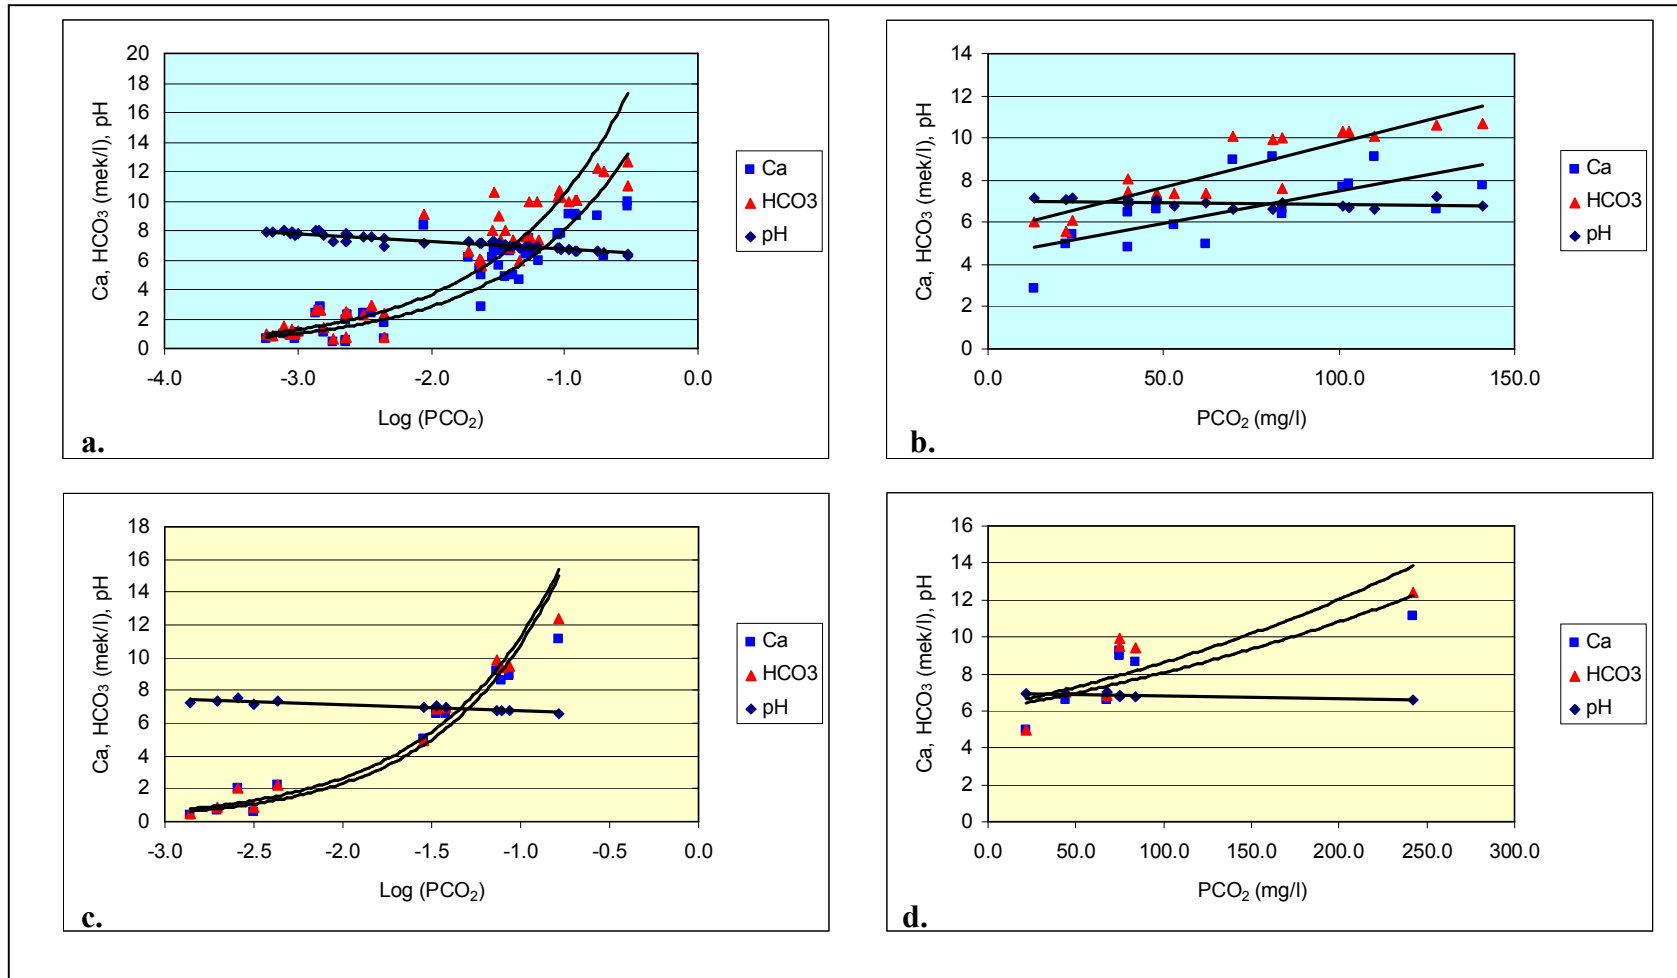 20
18
16
14
12
10
8
6
4
2
0
-4.0 -3.0 -2.0 -1.0 0.0
Ca, HCO₃ (mek/l), pH
Log (PCO₂)
Ca
HCO3
pH
a.
14
12
10
8
6
4
2
0
0.0 50.0 100.0 150.0
Ca, HCO₃ (mek/l), pH
PCO₂ (mg/l)
Ca
HCO3
pH
b.
18
16
14
12
10
8
6
4
2
0
-3.0 -2.5 -2.0 -1.5 -1.0 -0.5 0.0
Ca, HCO₃ (mek/l), pH
Log (PCO₂)
Ca
HCO3
pH
c.
16
14
12
10
8
6
4
2
0
0.0 50.0 100.0 150.0 200.0 250.0 300.0
Ca, HCO₃ (mek/l), pH
PCO₂ (mg/l)
Ca
HCO3
pH
d.